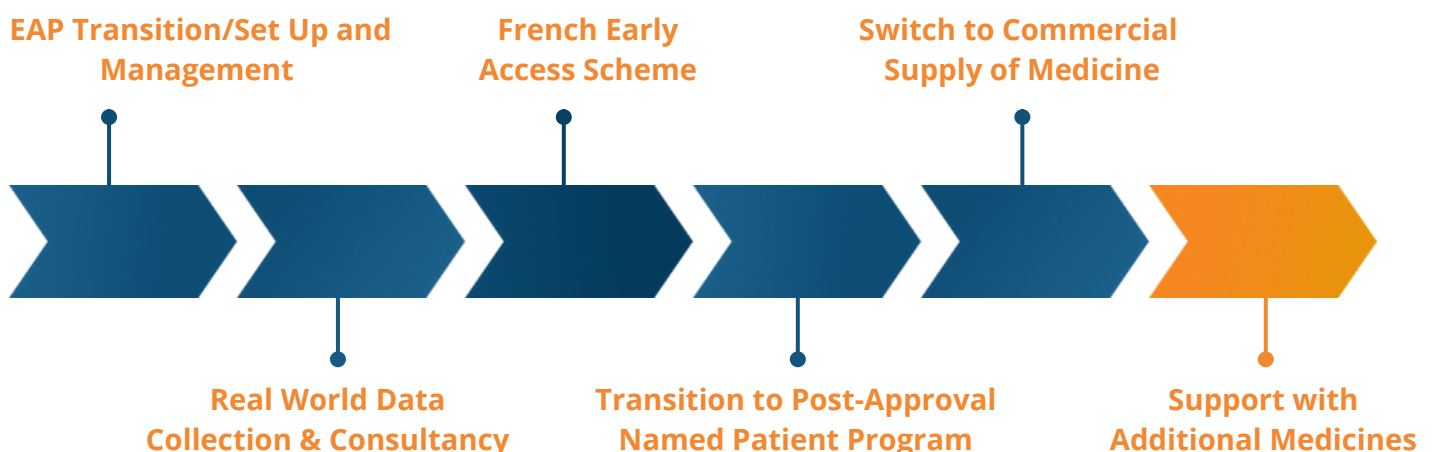 EAP Transition/Set Up and
Management
French Early
Access Scheme
Switch to Commercial
Supply of Medicine
Real World Data
Collection & Consultancy
Transition to Post-Approval
Named Patient Program
Support with
Additional Medicines